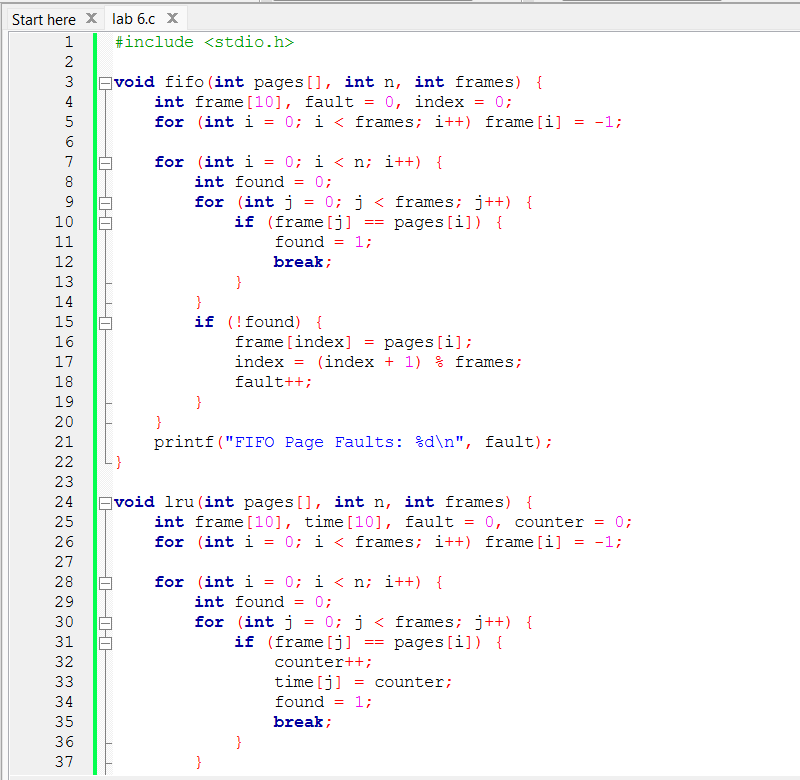 Start here X lab 6.c X
1 #include <stdio.h>
2
3 void fifo(int pages[], int n, int frames) {
4     int frame[10], fault = 0, index = 0;
5     for (int i = 0; i < frames; i++) frame[i] = -1;
6
7     for (int i = 0; i < n; i++) {
8         int found = 0;
9         for (int j = 0; j < frames; j++) {
10             if (frame[j] == pages[i]) {
11                 found = 1;
12                 break;
13             }
14         }
15         if (!found) {
16             frame[index] = pages[i];
17             index = (index + 1) % frames;
18             fault++;
19         }
20     }
21     printf("FIFO Page Faults: %d\n", fault);
22 }
23
24 void lru(int pages[], int n, int frames) {
25     int frame[10], time[10], fault = 0, counter = 0;
26     for (int i = 0; i < frames; i++) frame[i] = -1;
27
28     for (int i = 0; i < n; i++) {
29         int found = 0;
30         for (int j = 0; j < frames; j++) {
31             if (frame[j] == pages[i]) {
32                 counter++;
33                 time[j] = counter;
34                 found = 1;
35                 break;
36             }
37         }